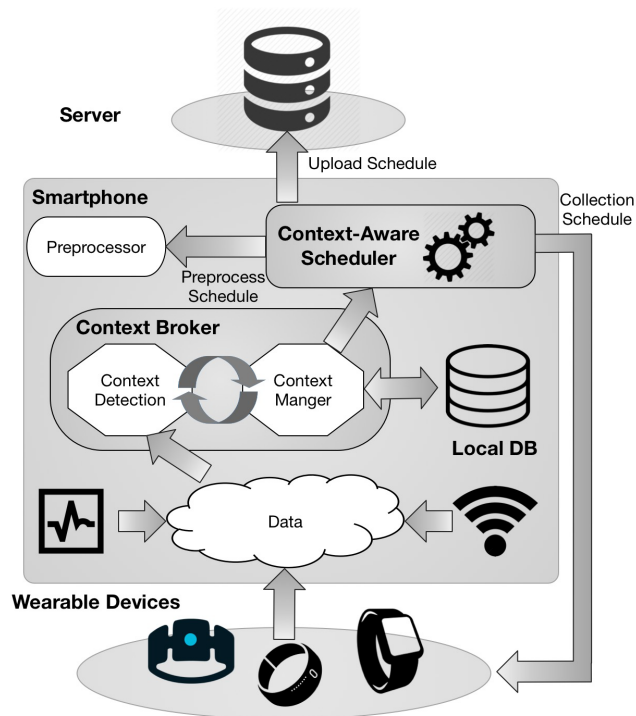 Server
Upload Schedule
Smartphone
Collection
Schedule
Preprocessor
Context-Aware
Scheduler
Preprocess
Schedule
Context Broker
Context
Detection
Context
Manger
Local DB
Data
Wearable Devices